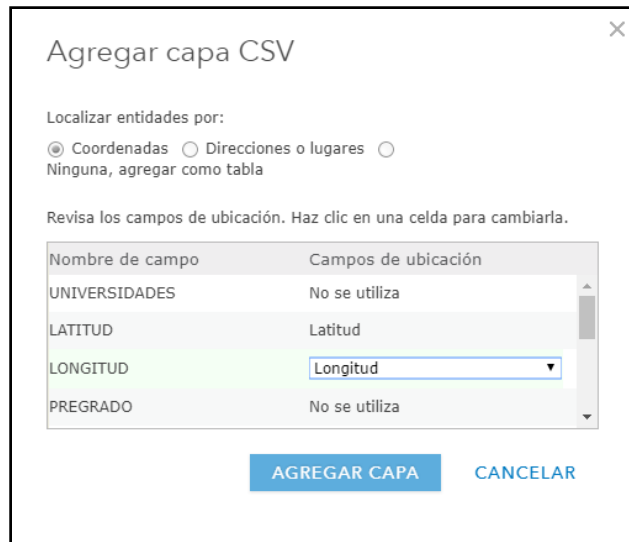 Agregar capa CSV
Localizar entidades por:
Coordenadas Direcciones o lugares
Ninguna, agregar como tabla
Revisa los campos de ubicación. Haz clic en una celda para cambiarla.
Nombre de campo Campos de ubicación
UNIVERSIDADES No se utiliza
LATITUD Latitud
LONGITUD Longitud
PREGRADO No se utiliza
AGREGAR CAPA CANCELAR